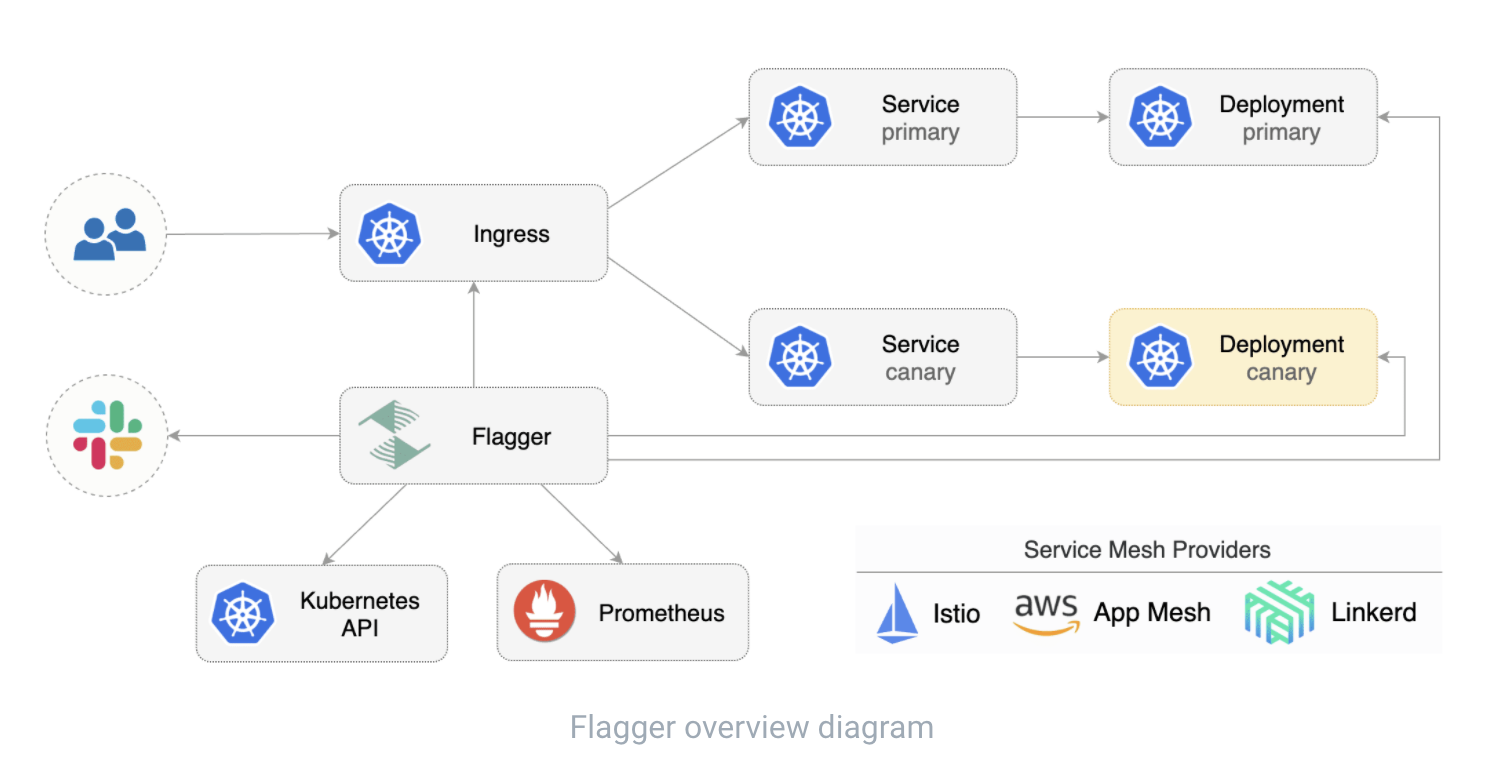 Service
primary
Deployment
primary
Ingress
Service
canary
Deployment
canary
Flagger
Kubernetes
API
Prometheus
Service Mesh Providers
Istio
aws
App Mesh
Linkerd
Flagger overview diagram